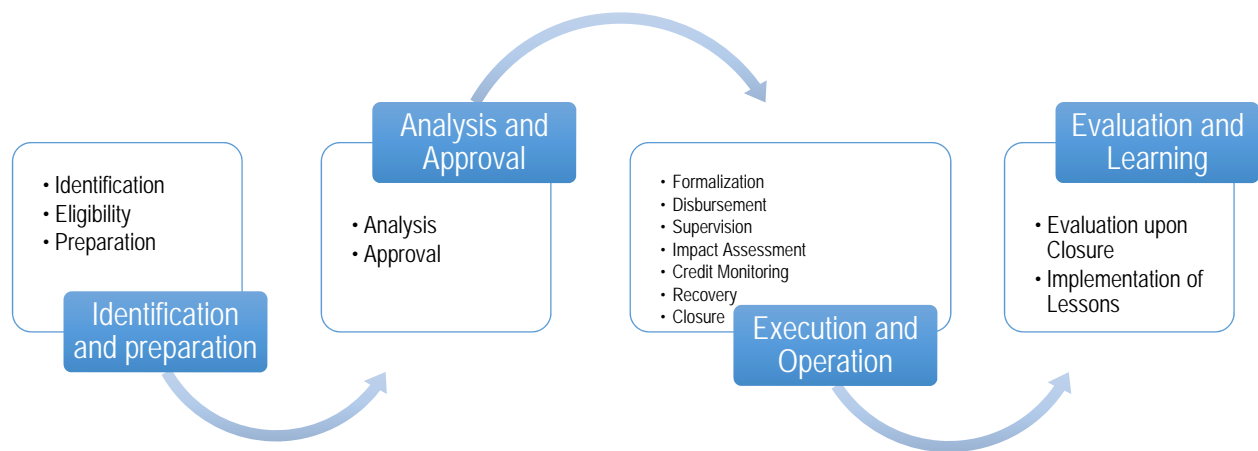 • Identification
• Eligibility
• Preparation
Identification
and preparation
Analysis and
Approval
• Analysis
• Approval
• Formalization
• Disbursement
• Supervision
• Impact Assessment
• Credit Monitoring
• Recovery
• Closure
Execution and
Operation
Evaluation and
Learning
• Evaluation upon
Closure
• Implementation of
Lessons